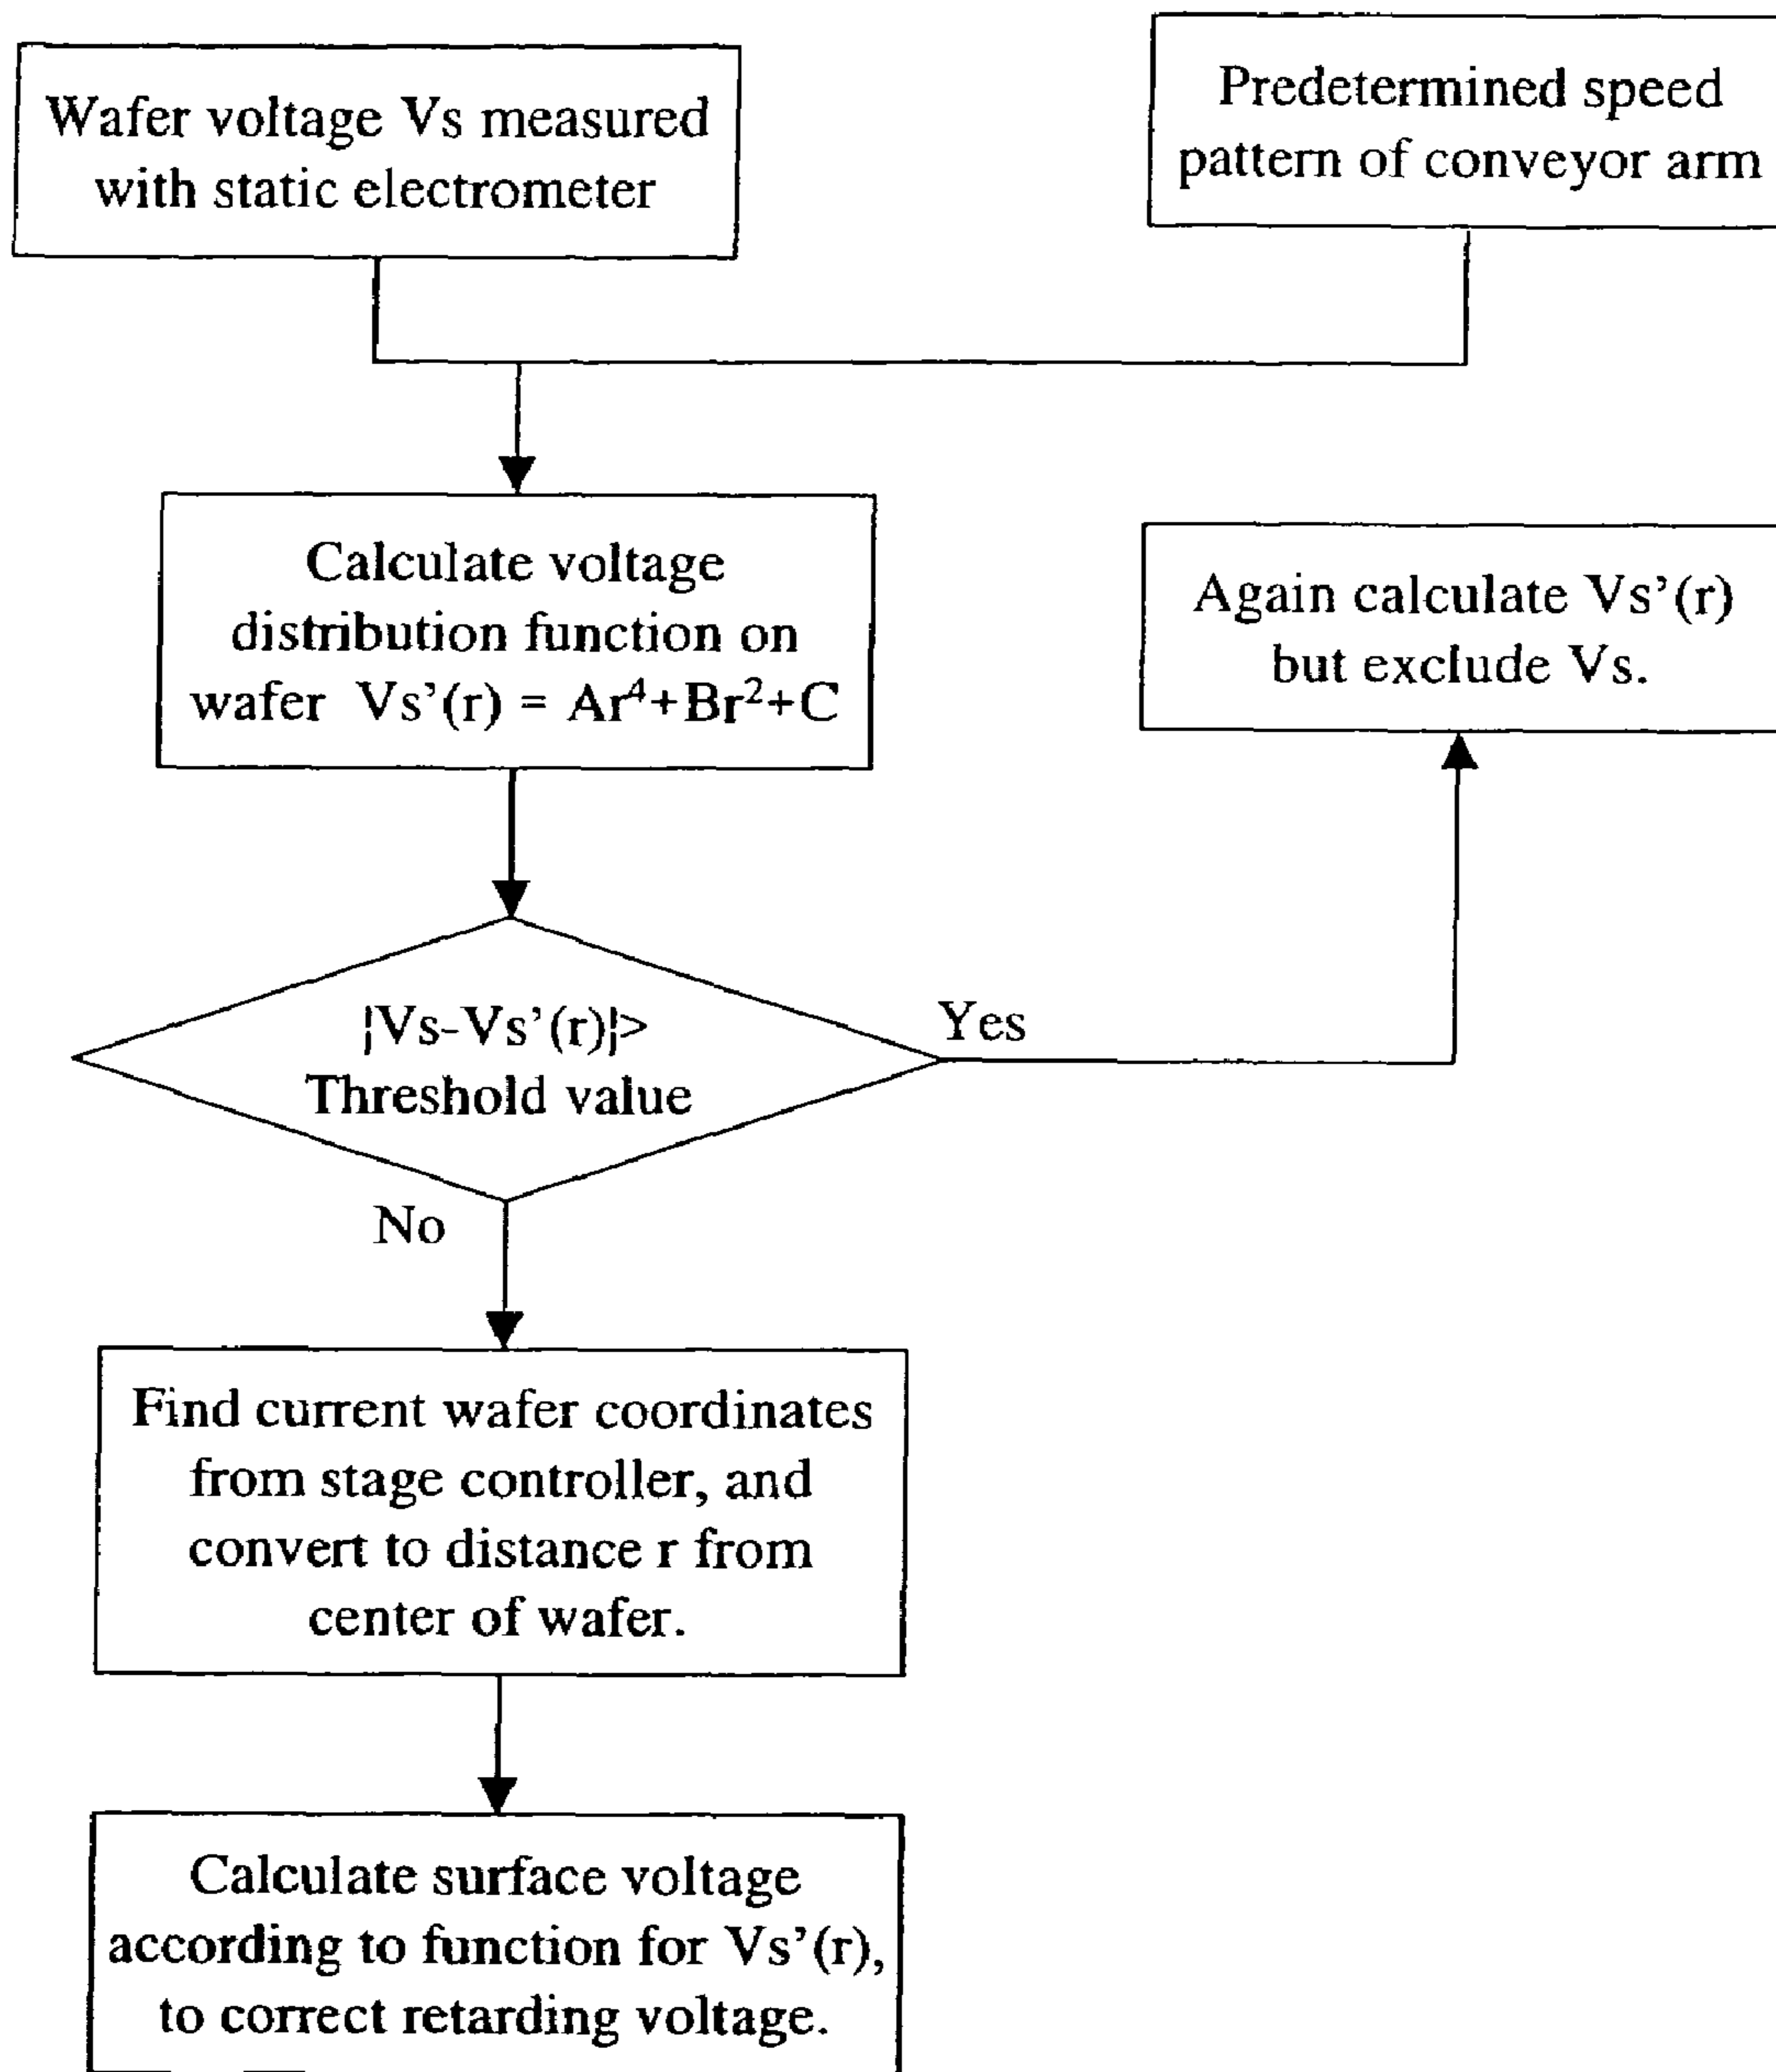 Wafer voltage Vs measured
with static electrometer
Predetermined speed
pattern of conveyor arm
Calculate voltage
distribution function on
wafer Vs’(r) = Ar⁴+Br²+C
Again calculate Vs’(r)
but exclude Vs.
|Vs-Vs’(r)|>
Threshold value
Yes
No
Find current wafer coordinates
from stage controller, and
convert to distance r from
center of wafer.
Calculate surface voltage
according to function for Vs’(r),
to correct retarding voltage.